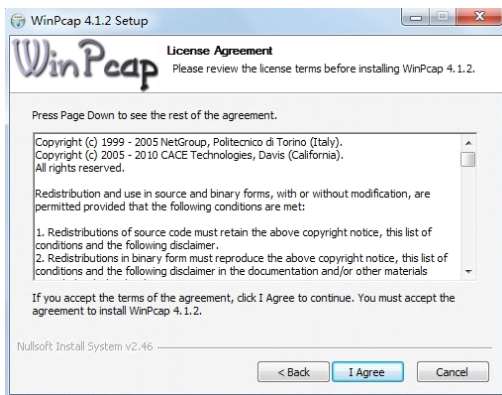 WinPcap 4.1.2 Setup
WinPcap
License Agreement
Please review the license terms before installing WinPcap 4.1.2.
Press Page Down to see the rest of the agreement.
Copyright (c) 1999 - 2005 NetGroup, Politecnico di Torino (Italy).
Copyright (c) 2005 - 2010 CACE Technologies, Davis (California).
All rights reserved.
Redistribution and use in source and binary forms, with or without modification, are
permitted provided that the following conditions are met:
1. Redistributions of source code must retain the above copyright notice, this list of
conditions and the following disclaimer.
2. Redistributions in binary form must reproduce the above copyright notice, this list of
conditions and the following disclaimer in the documentation and/or other materials
If you accept the terms of the agreement, click I Agree to continue. You must accept the
agreement to install WinPcap 4.1.2.
Nullsoft Install System v2.46
< Back
I Agree
Cancel